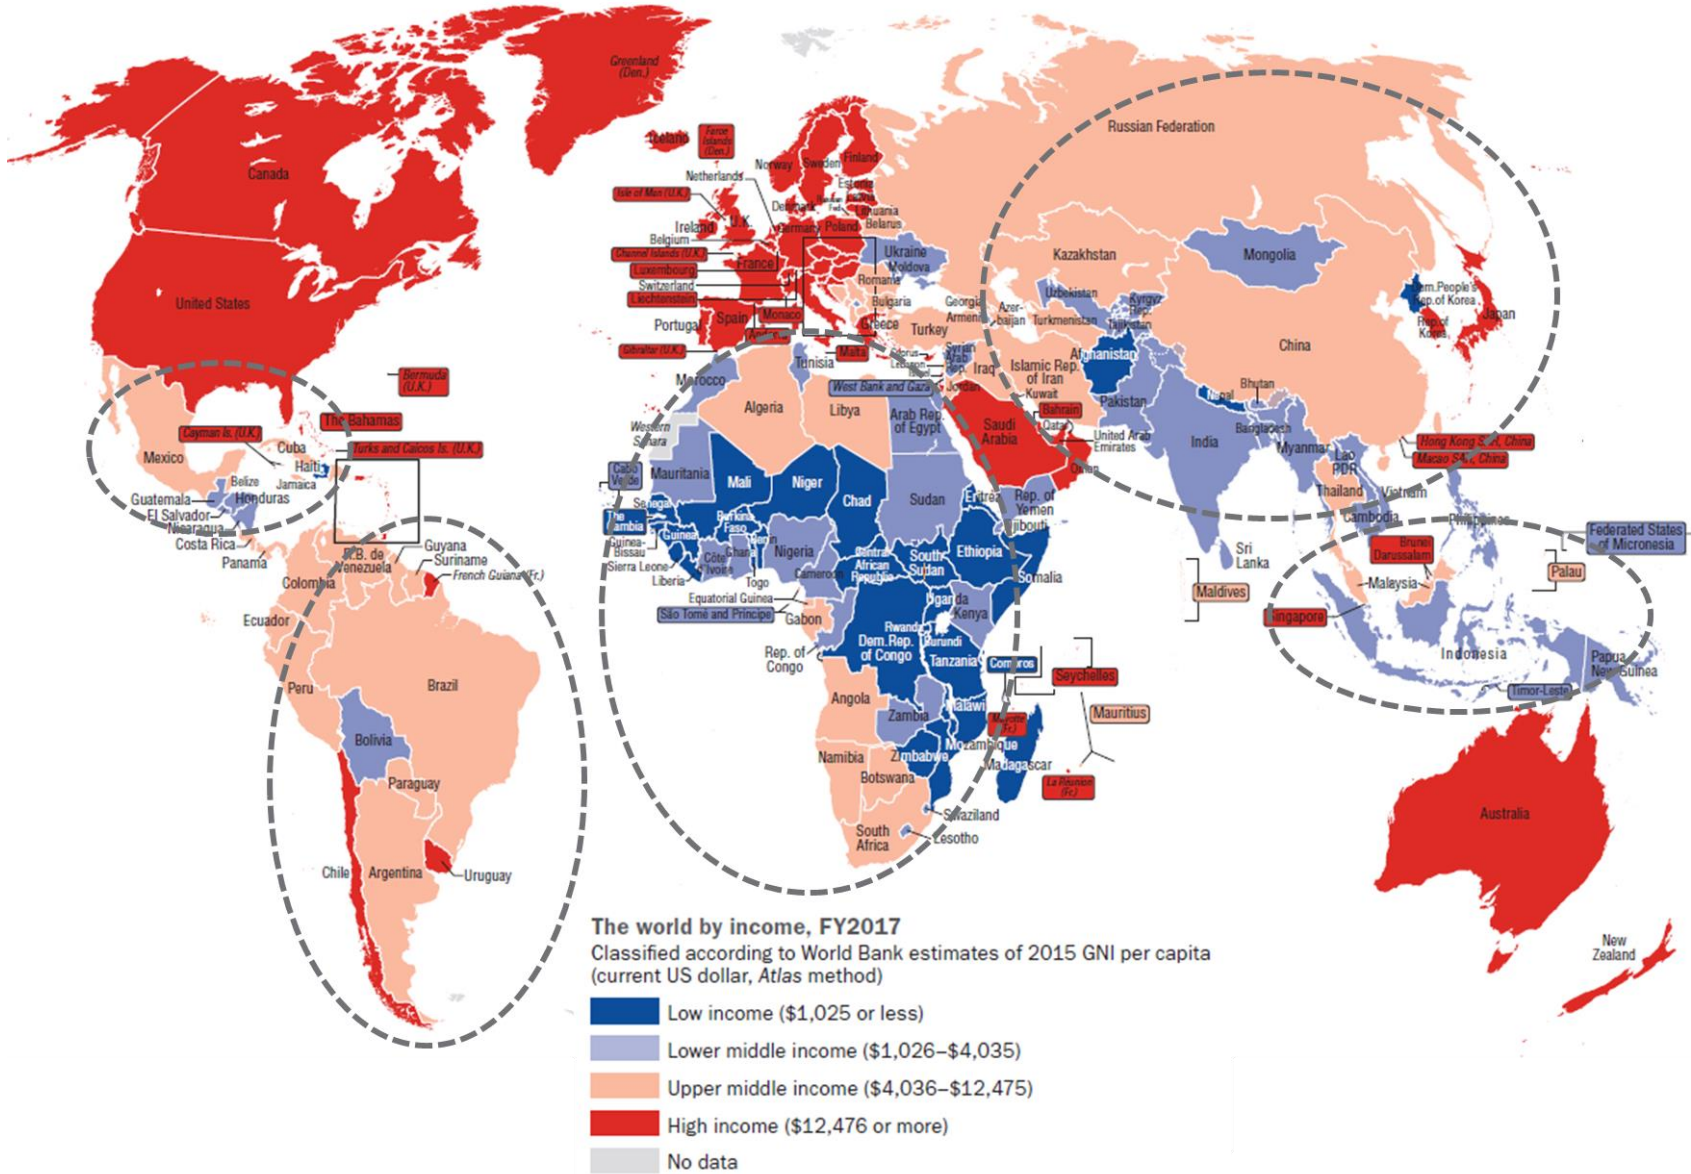 Greenland
(Den.)
Iceland
Faroe
Islands
(Den.)
Canada
Norway
Sweden
Finland
Netherlands
Estonia
Isle of Man (U.K.)
Denmark
Lithuania
Ireland
U.K.
Germany
Poland
Belarus
Belgium
Channel Islands (U.K.)
France
Luxembourg
Switzerland
Liechtenstein
Ukraine
Moldova
Romania
Bulgaria
Monaco
Spain
Portugal
Andorra
Greece
Gibraltar (U.K.)
Malta
Turkey
Georgia
Armenia
Azer-
baijan
Russian Federation
Kazakhstan
Mongolia
Uzbekistan
Kyrgyz
Rep.
Turkmenistan
Tajikistan
Dem.People's
Rep.of Korea
Rep.of
Korea
Japan
China
United States
Bermuda
(U.K.)
The Bahamas
Cayman Is. (U.K.)
Turks and Caicos Is. (U.K.)
Mexico
Cuba
Haiti
Belize
Jamaica
Guatemala
Honduras
El Salvador
Nicaragua
Costa Rica
Panama
R.B. de
Venezuela
Guyana
Suriname
French Guiana (Fr.)
Colombia
Ecuador
Peru
Brazil
Bolivia
Paraguay
Chile
Argentina
Uruguay
Tunisia
Morocco
Algeria
Libya
West Bank and Gaza
Syrian
Arab
Rep.
Lebanon
Iraq
Jordan
Islamic Rep.
of Iran
Kuwait
Afghanistan
Pakistan
Nepal
Bhutan
Bangladesh
India
Myanmar
Lao
PDR
Thailand
Vietnam
Cambodia
Philippines
Hong Kong SAR, China
Macao SAR, China
Saudi
Arabia
Bahrain
Qatar
United Arab
Emirates
Oman
Rep. of
Yemen
Arab Rep.
of Egypt
Western
Sahara
Cabo
Verde
Mauritania
Mali
Niger
Chad
Sudan
Eritrea
Djibouti
Senegal
The
Gambia
Guinea-
Bissau
Guinea
Sierra Leone
Liberia
Burkina
Faso
Côte
d'Ivoire
Ghana
Benin
Togo
Nigeria
Cameroon
Central
African
Republic
South
Sudan
Ethiopia
Somalia
Equatorial Guinea
São Tomé and Príncipe
Gabon
Rep. of
Congo
Dem.Rep.
of Congo
Uganda
Kenya
Rwanda
Burundi
Tanzania
Comoros
Seychelles
Angola
Zambia
Malawi
Mayotte
(Fr.)
Mauritius
Mozambique
Zimbabwe
Madagascar
La Réunion
(Fr.)
Namibia
Botswana
Swaziland
South
Africa
Lesotho
Sri
Lanka
Maldives
Brunei
Darussalam
Malaysia
Singapore
Indonesia
Federated States
of Micronesia
Palau
Papua
New Guinea
Timor-Leste
Australia
New
Zealand
The world by income, FY2017
Classified according to World Bank estimates of 2015 GNI per capita
(current US dollar, Atlas method)
Low income ($1,025 or less)
Lower middle income ($1,026–$4,035)
Upper middle income ($4,036–$12,475)
High income ($12,476 or more)
No data